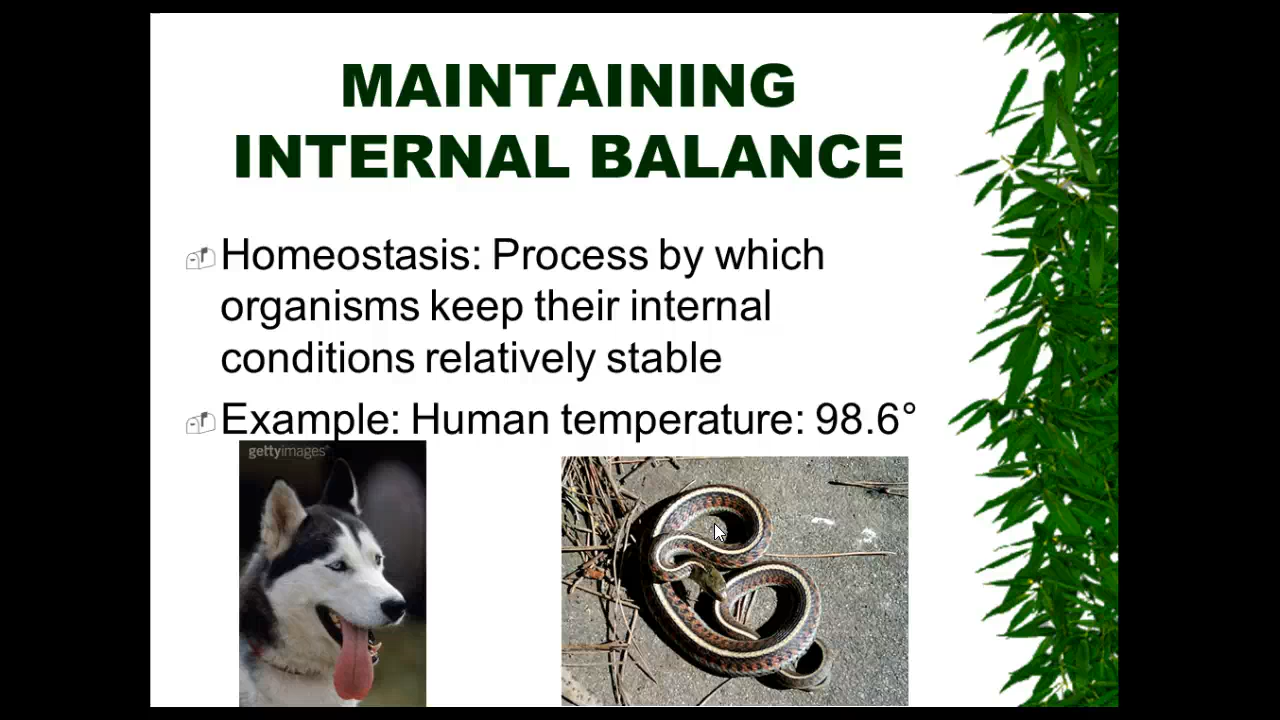 MAINTAINING
INTERNAL BALANCE
Homeostasis: Process by which
organisms keep their internal
conditions relatively stable
Example: Human temperature: 98.6°
gettyimages®